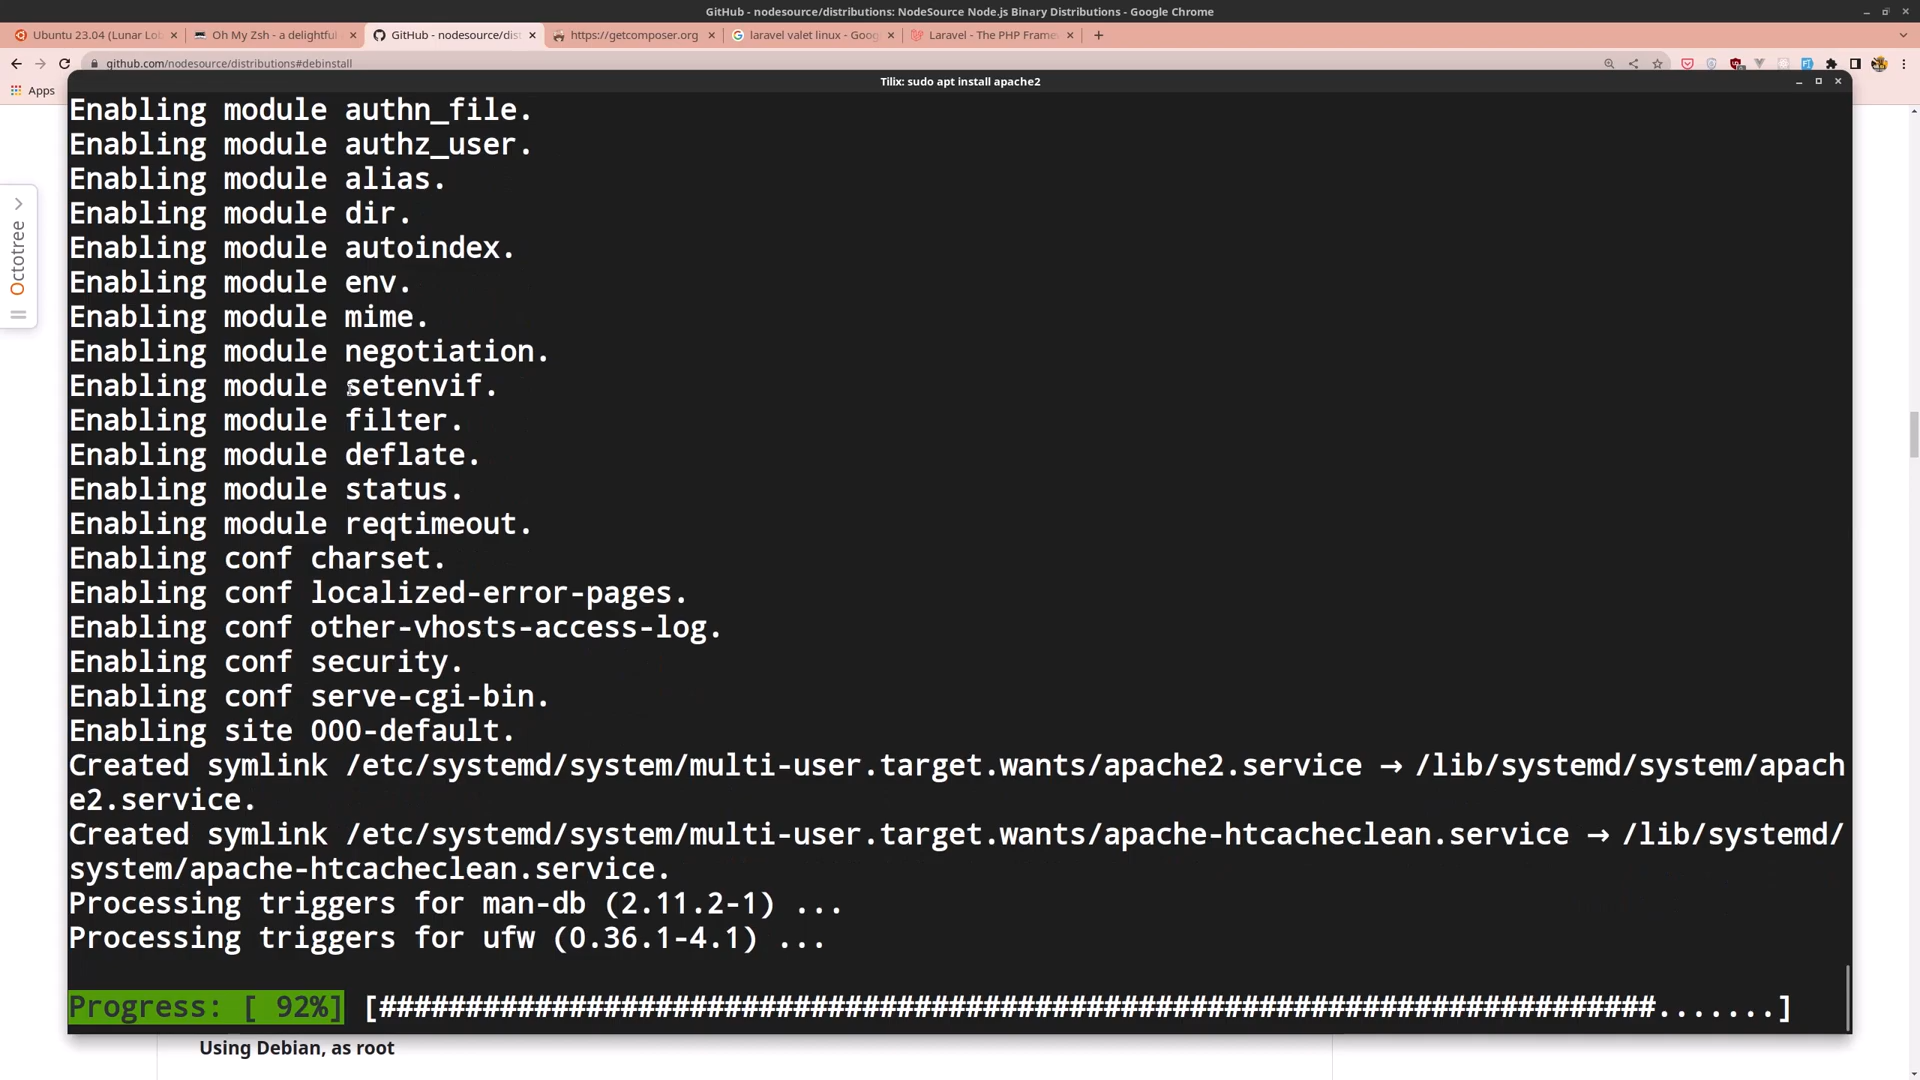 GitHub - nodesource/distributions: NodeSource Node.js Binary Distributions - Google Chrome
Ubuntu 23.04 (Lunar Lob
Oh My Zsh - a delightful
GitHub - nodesource/dist
https://getcomposer.org
laravel valet linux - Goog
Laravel - The PHP Frame
github.com/nodesource/distributions#debinstall
Apps
Tilix: sudo apt install apache2
Octotree
Enabling module authn_file.
Enabling module authz_user.
Enabling module alias.
Enabling module dir.
Enabling module autoindex.
Enabling module env.
Enabling module mime.
Enabling module negotiation.
Enabling module setenvif.
Enabling module filter.
Enabling module deflate.
Enabling module status.
Enabling module reqtimeout.
Enabling conf charset.
Enabling conf localized-error-pages.
Enabling conf other-vhosts-access-log.
Enabling conf security.
Enabling conf serve-cgi-bin.
Enabling site 000-default.
Created symlink /etc/systemd/system/multi-user.target.wants/apache2.service → /lib/systemd/system/apach
e2.service.
Created symlink /etc/systemd/system/multi-user.target.wants/apache-htcacheclean.service → /lib/systemd/
system/apache-htcacheclean.service.
Processing triggers for man-db (2.11.2-1) ...
Processing triggers for ufw (0.36.1-4.1) ...
Progress: [ 92%] [##########################################################################.......]
Using Debian, as root